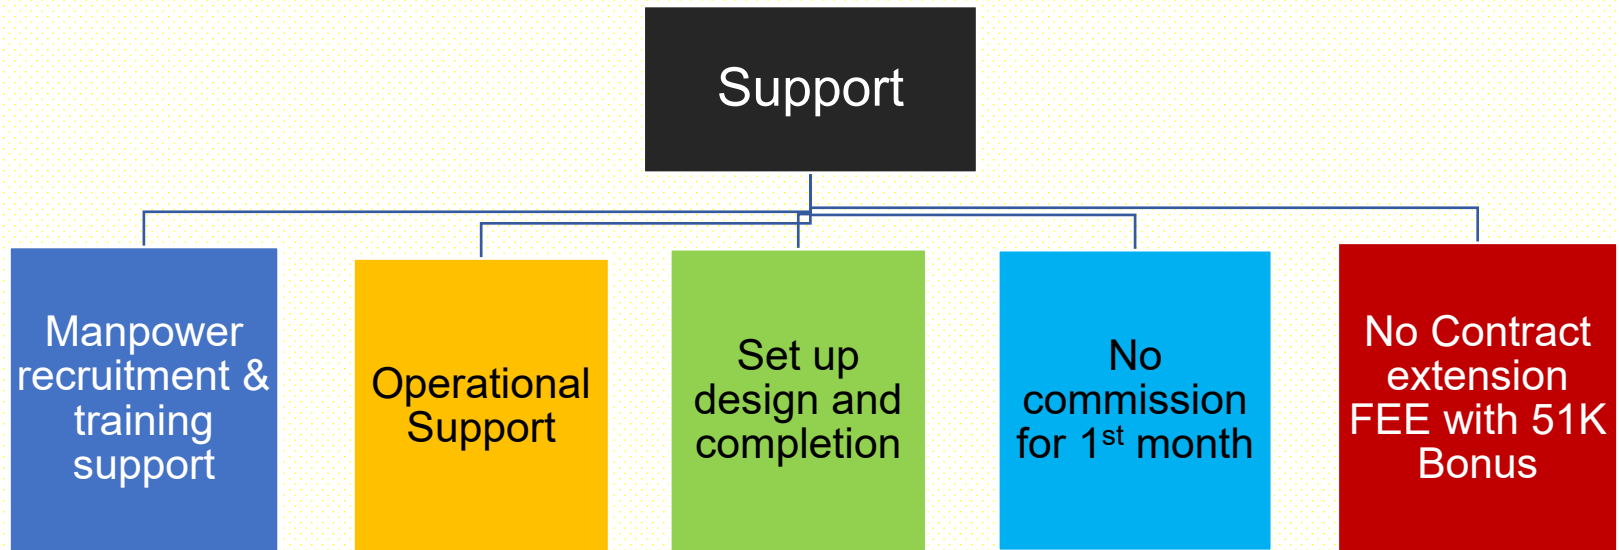 Support
Manpower
recruitment &
training
support
Operational
Support
Set up
design and
completion
No
commission
for 1st month
No Contract
extension
FEE with 51K
Bonus